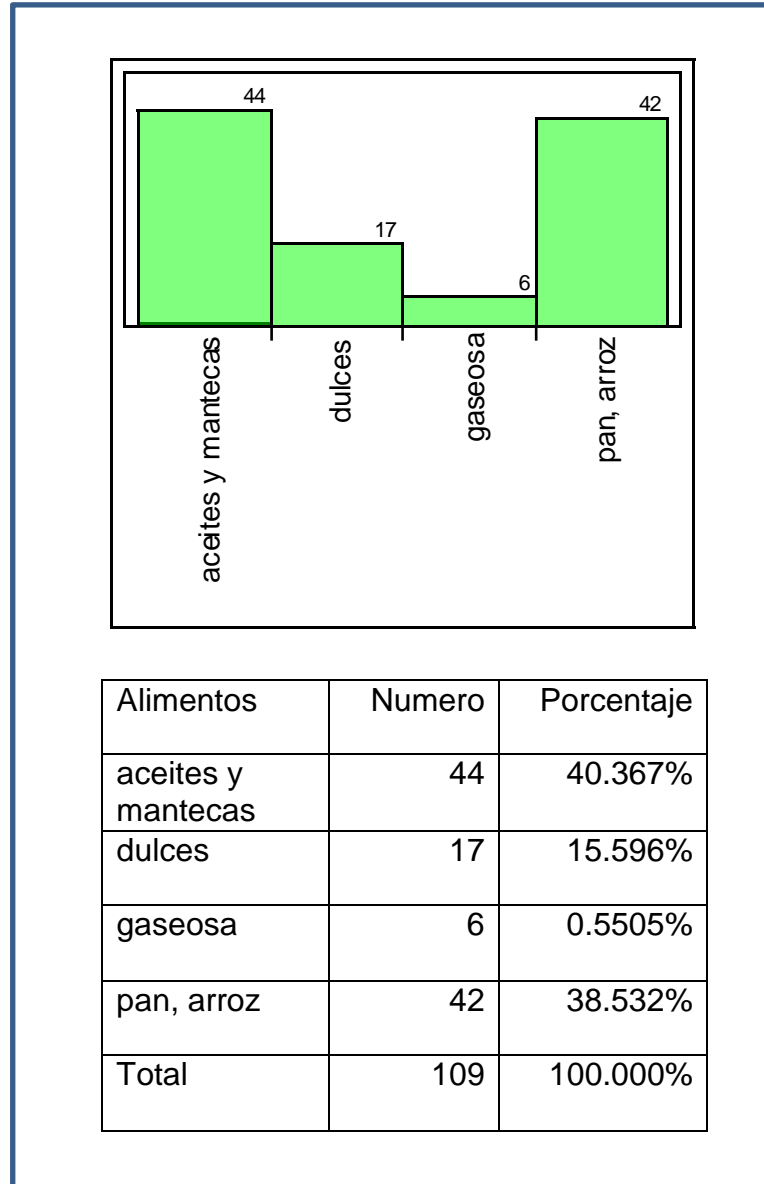 44
42
17
6
aceites y mantecas
dulces
gaseosa
pan, arroz
Alimentos Numero Porcentaje
aceites y mantecas 44 40.367%
dulces 17 15.596%
gaseosa 6 0.5505%
pan, arroz 42 38.532%
Total 109 100.000%